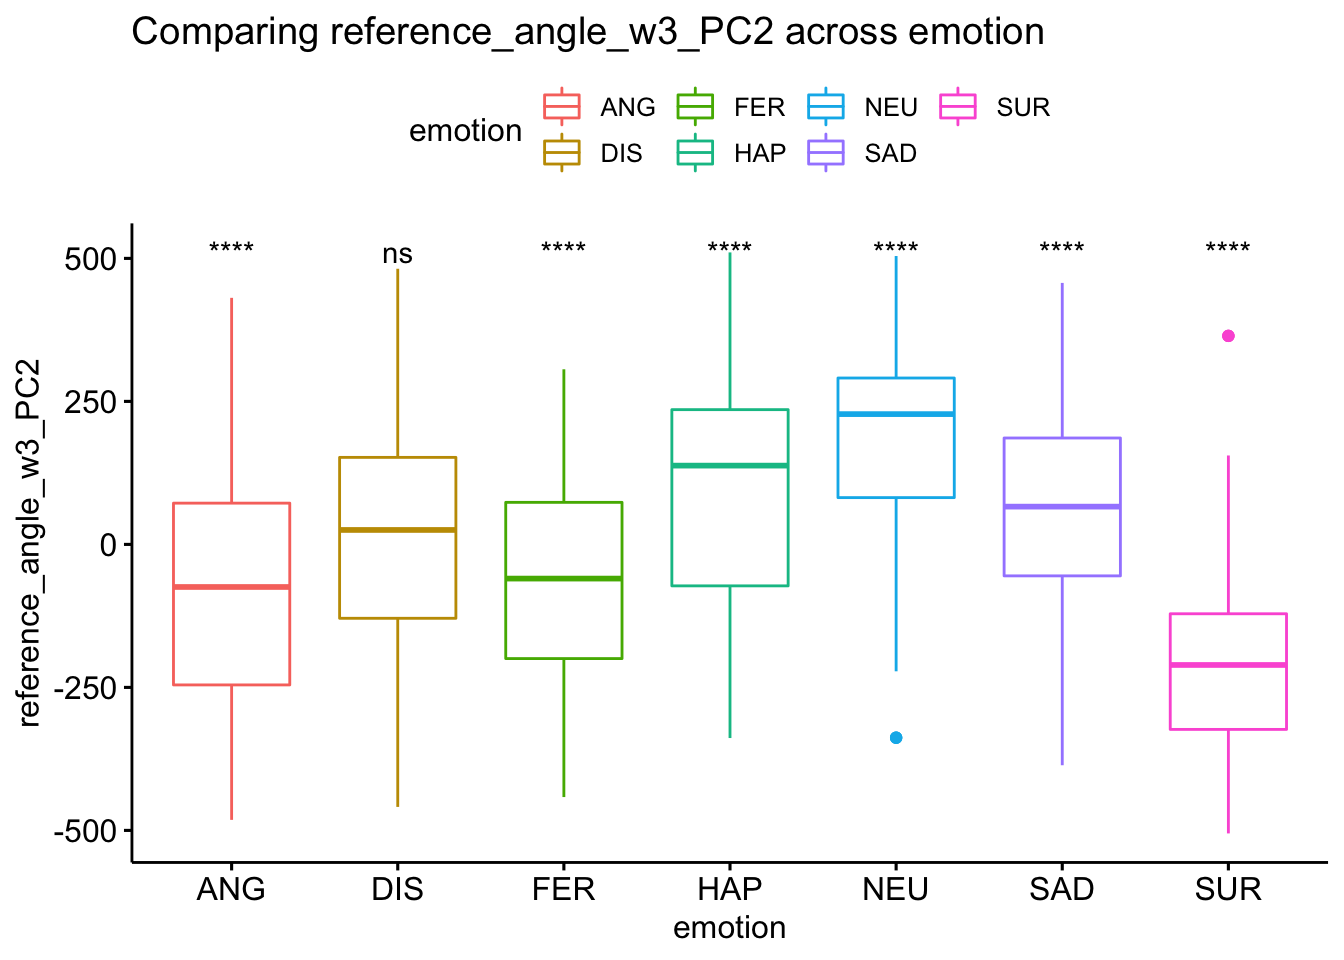 Comparing reference_angle_w3_PC2 across emotion
emotion
ANG FER NEU SUR
DIS HAP SAD
**** ns **** **** **** **** ****
500
250
0
-250
-500
reference_angle_w3_PC2
ANG DIS FER HAP NEU SAD SUR
emotion